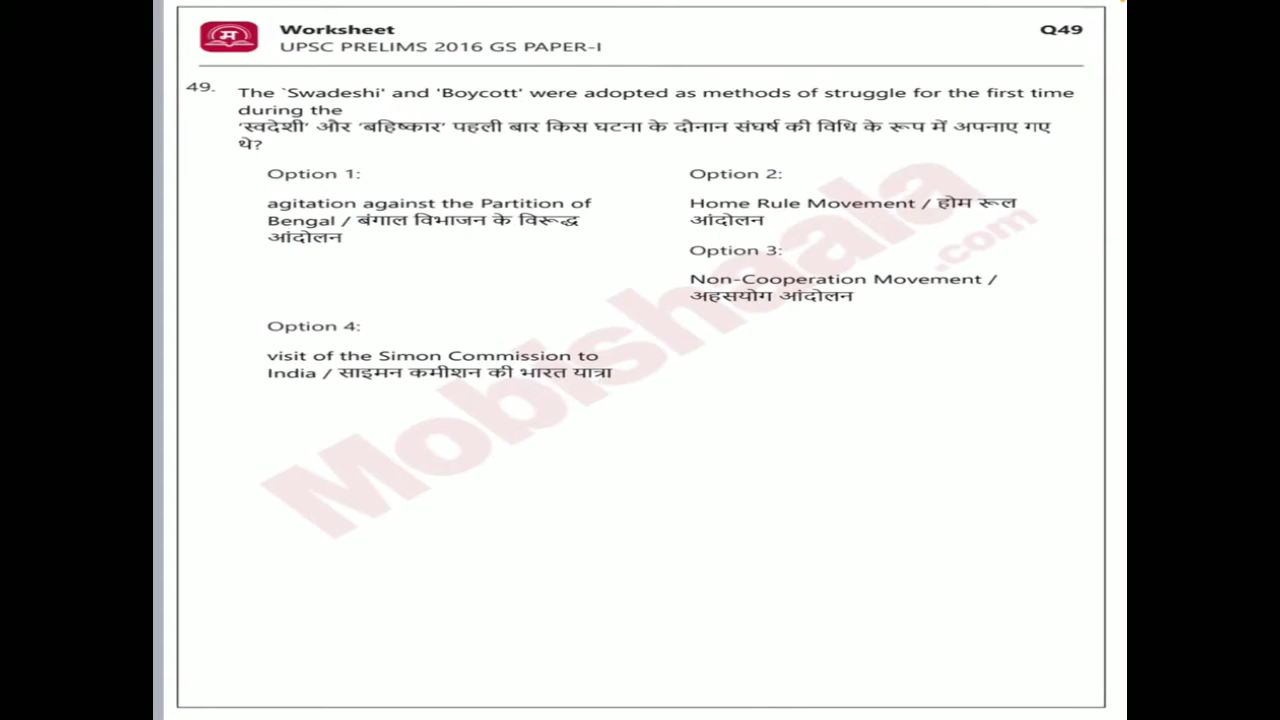 म
Worksheet
Q49
UPSC PRELIMS 2016 GS PAPER-I
49.
The `Swadeshi' and 'Boycott' were adopted as methods of struggle for the first time
during the
'स्वदेशी' और 'बहिष्कार' पहली बार किस घटना के दौनान संघर्ष की विधि के रूप में अपनाए गए
थे?
Option 1:
agitation against the Partition of
Bengal / बंगाल विभाजन के विरूद्ध
आंदोलन
Option 2:
Home Rule Movement / होम रूल
आंदोलन
Option 3:
Non-Cooperation Movement /
अहसयोग आंदोलन
Option 4:
visit of the Simon Commission to
India / साइमन कमीशन की भारत यात्रा
Mobishaala
.com